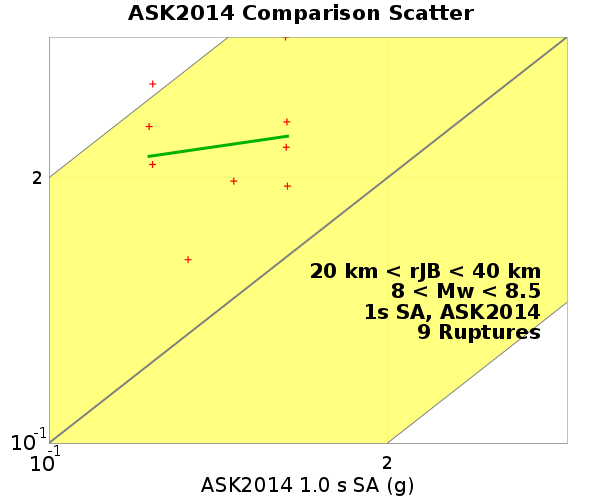 ASK2014 Comparison Scatter
2
20 km < rJB < 40 km
8 < Mw < 8.5
1s SA, ASK2014
9 Ruptures
10-1
10-1
2
ASK2014 1.0 s SA (g)